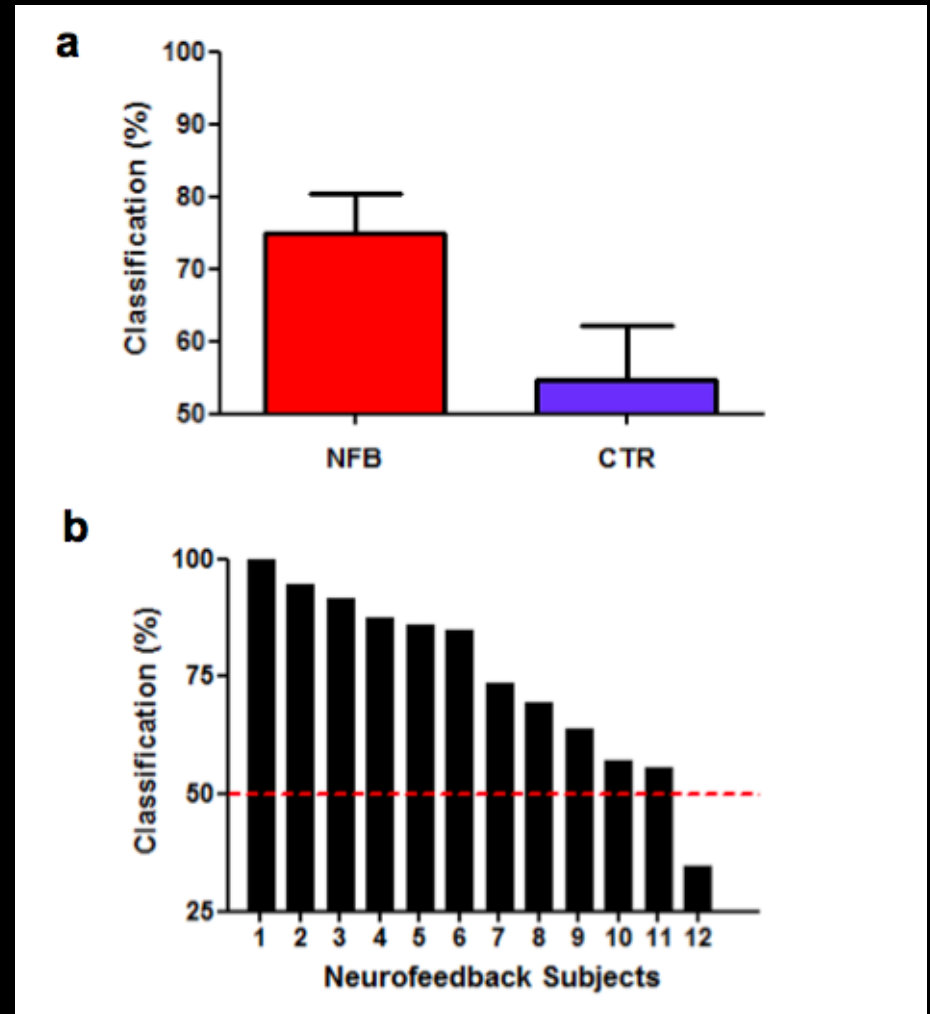 a
Classification (%)
100
90
80
70
60
50
NFB CTR
b
Classification (%)
100
75
50
25
1 2 3 4 5 6 7 8 9 10 11 12
Neurofeedback Subjects